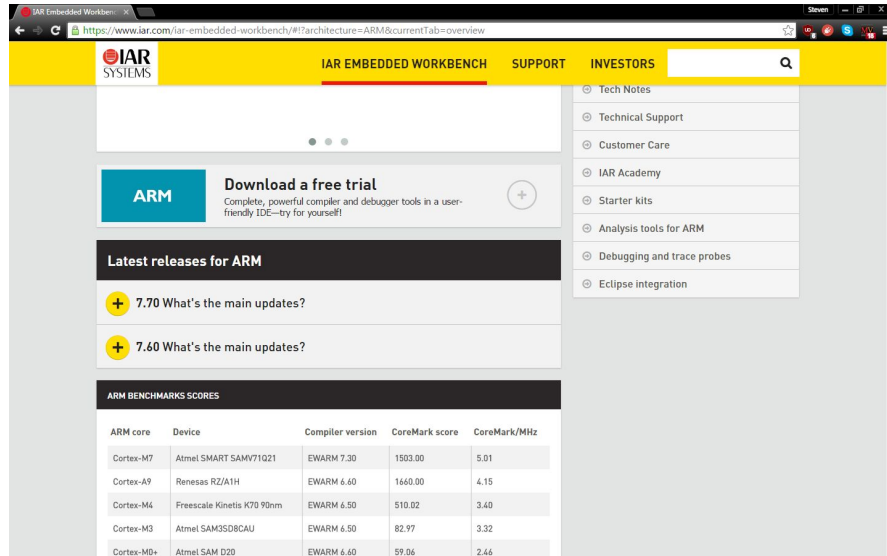 IAR Embedded Workben
Steven
https://www.iar.com/iar-embedded-workbench/#!?architecture=ARM&currentTab=overview
IAR
SYSTEMS
IAR EMBEDDED WORKBENCH
SUPPORT
INVESTORS
Tech Notes
Technical Support
Customer Care
IAR Academy
Starter kits
Analysis tools for ARM
Debugging and trace probes
Eclipse integration
ARM
Download a free trial
Complete, powerful compiler and debugger tools in a user-
friendly IDE—try for yourself!
Latest releases for ARM
7.70 What's the main updates?
7.60 What's the main updates?
ARM BENCHMARKS SCORES
ARM core Device Compiler version CoreMark score CoreMark/MHz
Cortex-M7 Atmel SMART SAMV71Q21 EWARM 7.30 1503.00 5.01
Cortex-A9 Renesas RZ/A1H EWARM 6.60 1660.00 4.15
Cortex-M4 Freescale Kinetis K70 90nm EWARM 6.50 510.02 3.40
Cortex-M3 Atmel SAM3SD8CAU EWARM 6.50 82.97 3.32
Cortex-M0+ Atmel SAM D20 EWARM 6.60 59.06 2.46